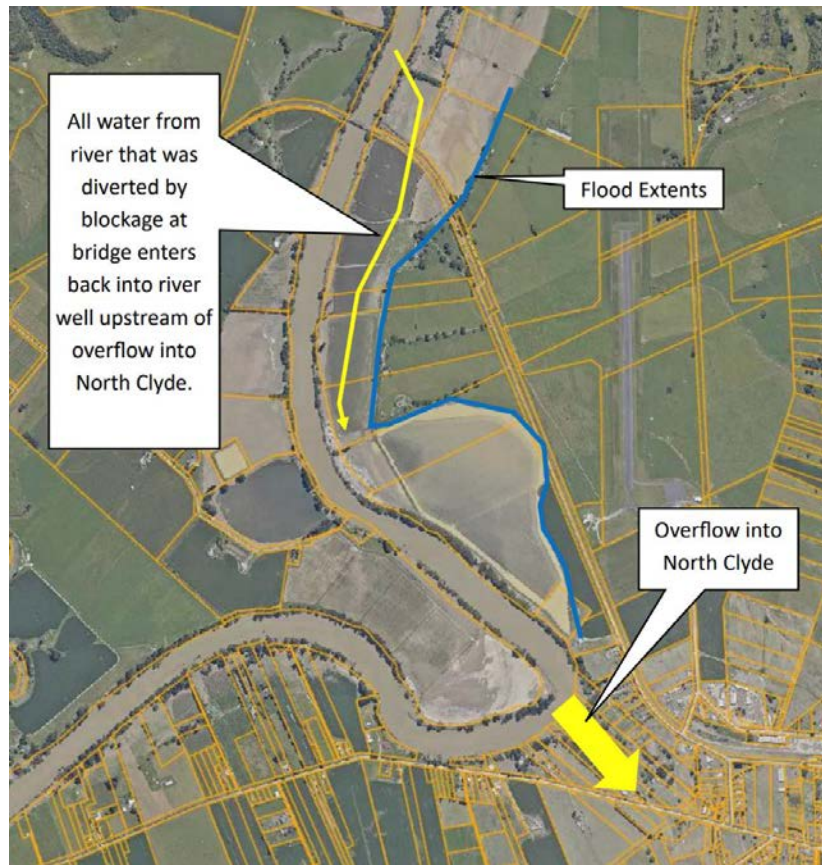 All water from
river that was
diverted by
blockage at
bridge enters
back into river
well upstream of
overflow into
North Clyde.
Flood Extents
Overflow into
North Clyde